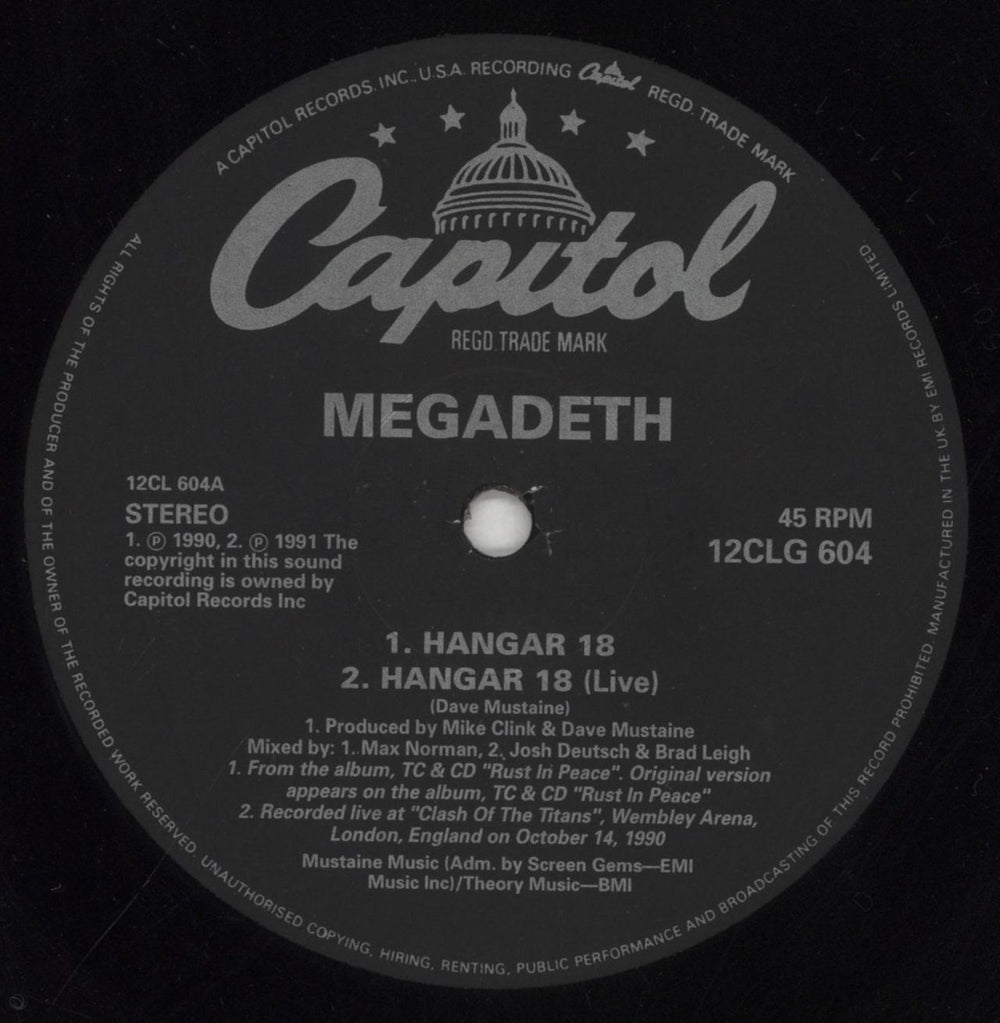 A CAPITOL RECORDS. INC., U.S.A. RECORDING Capitol REGD. TRADE MARK
Capitol
REGD. TRADE MARK
MEGADETH
12CL 604A
STEREO
1. Ⓟ 1990, 2. Ⓟ 1991 The
copyright in this sound
recording is owned by
Capitol Records Inc
45 RPM
12CLG 604
1. HANGAR 18
2. HANGAR 18 (Live)
(Dave Mustaine)
1. Produced by Mike Clink & Dave Mustaine
Mixed by: 1. Max Norman, 2. Josh Deutsch & Brad Leigh
1. From the album, TC & CD "Rust In Peace". Original version
appears on the album, TC & CD "Rust In Peace"
2. Recorded live at "Clash Of The Titans", Wembley Arena,
London, England on October 14, 1990
Mustaine Music (Adm. by Screen Gems—EMI
Music Inc)/Theory Music—BMI
ALL RIGHTS OF THE PRODUCER AND OF THE OWNER OF THE RECORDED WORK RESERVED. UNAUTHORISED COPYING, HIRING, RENTING, PUBLIC PERFORMANCE AND BROADCASTING OF THIS RECORD PROHIBITED. MANUFACTURED IN THE UK BY EMI RECORDS LIMITED